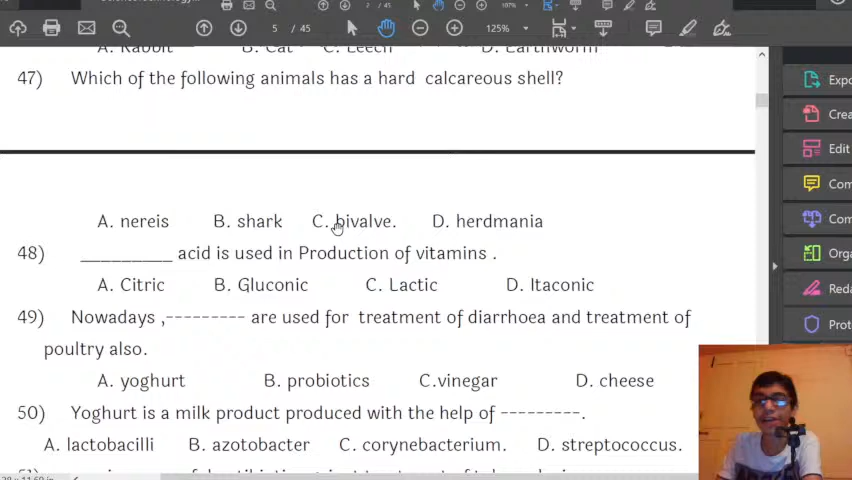 5 / 45
125%
A. Rabbit B. Cat C. Leech D. Earthworm
47) Which of the following animals has a hard calcareous shell?
A. nereis B. shark C. bivalve. D. herdmania
48) _________ acid is used in Production of vitamins .
A. Citric B. Gluconic C. Lactic D. Itaconic
49) Nowadays ,--------- are used for treatment of diarrhoea and treatment of
poultry also.
A. yoghurt B. probiotics C.vinegar D. cheese
50) Yoghurt is a milk product produced with the help of ---------.
A. lactobacilli B. azotobacter C. corynebacterium. D. streptococcus.
51)
Expo
Crea
Edit
Com
Com
Orga
Reda
Prot